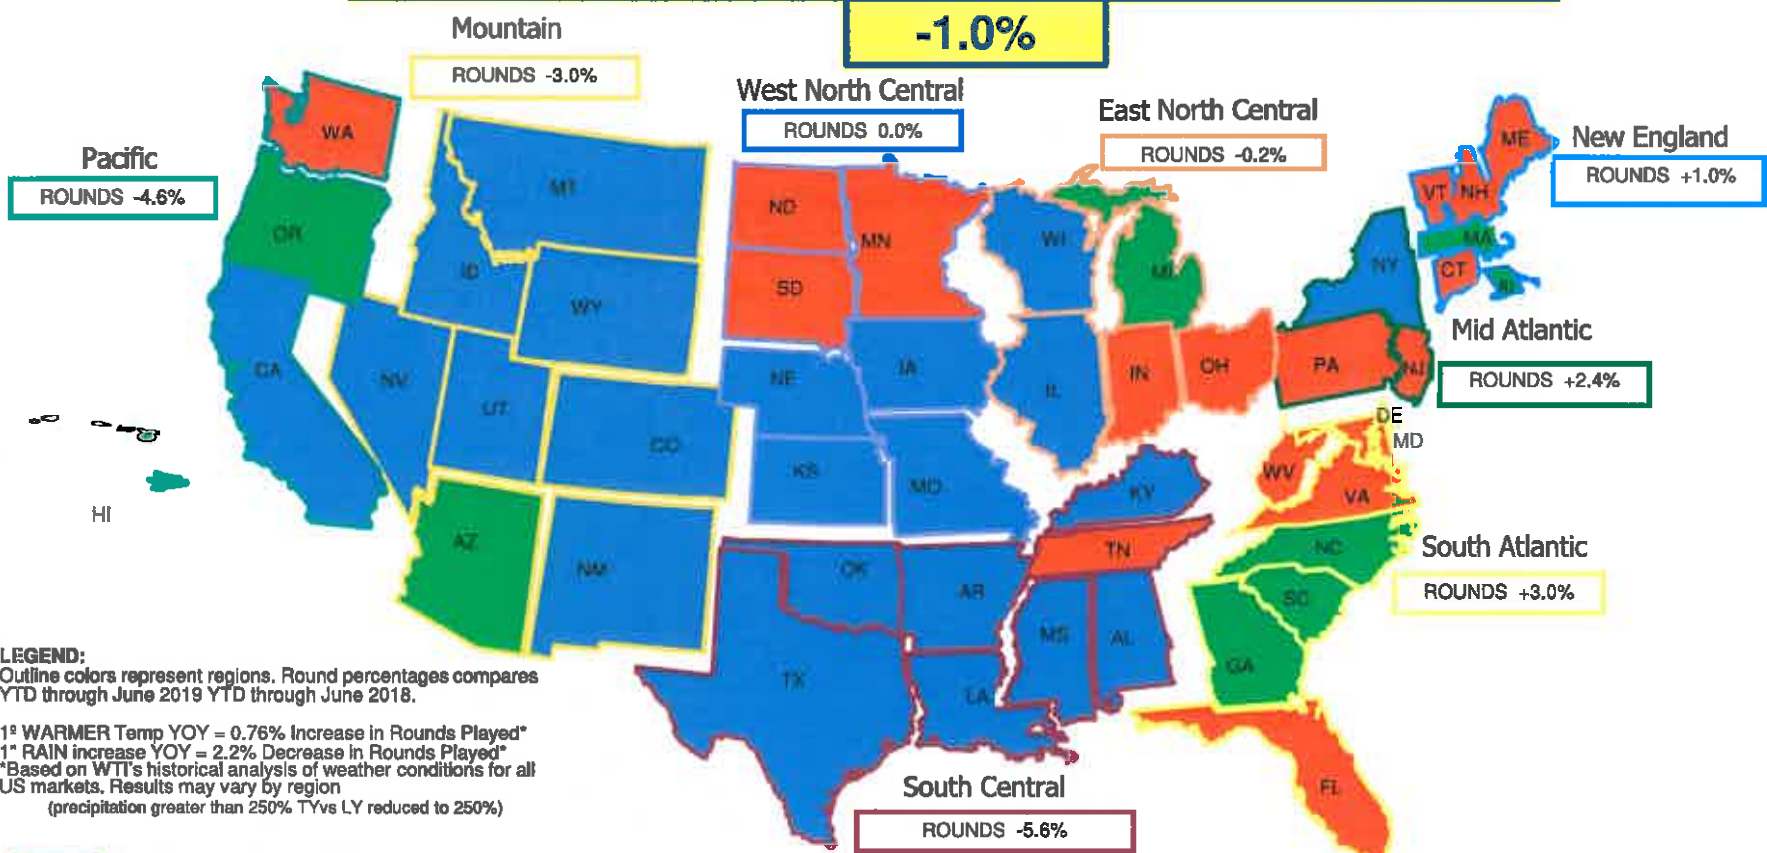 -1.0%
Mountain
ROUNDS -3.0%
West North Central
ROUNDS 0.0%
East North Central
ROUNDS -0.2%
New England
ROUNDS +1.0%
Pacific
ROUNDS -4.6%
Mid Atlantic
ROUNDS +2.4%
South Atlantic
ROUNDS +3.0%
South Central
ROUNDS -5.6%
WA
OR
CA
HI
MT
ID
WY
NV
UT
CO
AZ
NM
ND
SD
MN
NE
IA
KS
MO
WI
MI
IL
IN
OH
ME
VT
NH
MA
CT
RI
NY
PA
NJ
DE
MD
WV
VA
NC
SC
GA
FL
KY
TN
OK
AR
TX
LA
MS
AL
LEGEND:
Outline colors represent regions. Round percentages compares
YTD through June 2019 YTD through June 2018.
1º WARMER Temp YOY = 0.76% Increase in Rounds Played*
1" RAIN increase YOY = 2.2% Decrease in Rounds Played*
*Based on WTI's historical analysis of weather conditions for all
US markets. Results may vary by region
(precipitation greater than 250% TYvs LY reduced to 250%)